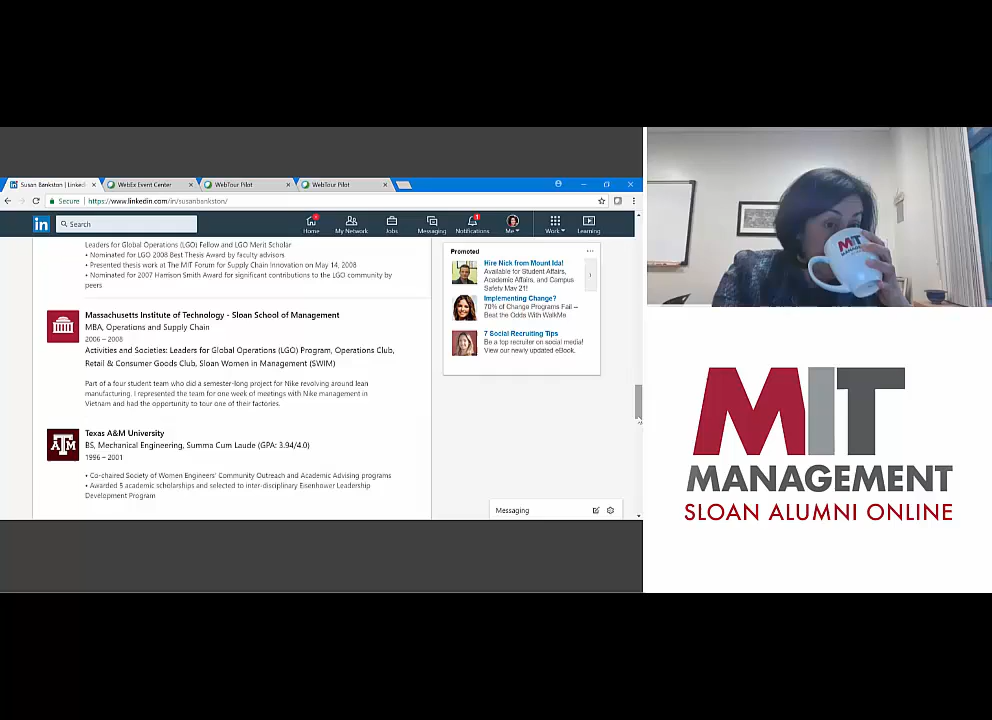 Susan Bankston | Linked
WebEx Event Center
WebTour Pilot
WebTour Pilot
Secure
https://www.linkedin.com/in/susanbankston/
in
Search
Home
My Network
Jobs
Messaging
Notifications
Me
Work
Learning
Leaders for Global Operations (LGO) Fellow and LGO Merit Scholar
• Nominated for LGO 2008 Best Thesis Award by faculty advisors
• Presented thesis work at The MIT Forum for Supply Chain Innovation on May 14, 2008
• Nominated for 2007 Harrison Smith Award for significant contributions to the LGO community by
peers
Massachusetts Institute of Technology - Sloan School of Management
MBA, Operations and Supply Chain
2006 – 2008
Activities and Societies: Leaders for Global Operations (LGO) Program, Operations Club,
Retail & Consumer Goods Club, Sloan Women in Management (SWIM)
Part of a four student team who did a semester-long project for Nike revolving around lean
manufacturing. I represented the team for one week of meetings with Nike management in
Vietnam and had the opportunity to tour one of their factories.
ATM
Texas A&M University
BS, Mechanical Engineering, Summa Cum Laude (GPA: 3.94/4.0)
1996 – 2001
• Co-chaired Society of Women Engineers' Community Outreach and Academic Advising programs
• Awarded 5 academic scholarships and selected to inter-disciplinary Eisenhower Leadership
Development Program
Promoted
Hire Nick from Mount Ida!
Available for Student Affairs,
Academic Affairs, and Campus
Safety May 21!
Implementing Change?
70% of Change Programs Fail –
Beat the Odds With WalkMe
7 Social Recruiting Tips
Be a top recruiter on social media!
View our newly updated eBook.
Messaging
MIT
MIT
MANAGEMENT
SLOAN ALUMNI ONLINE